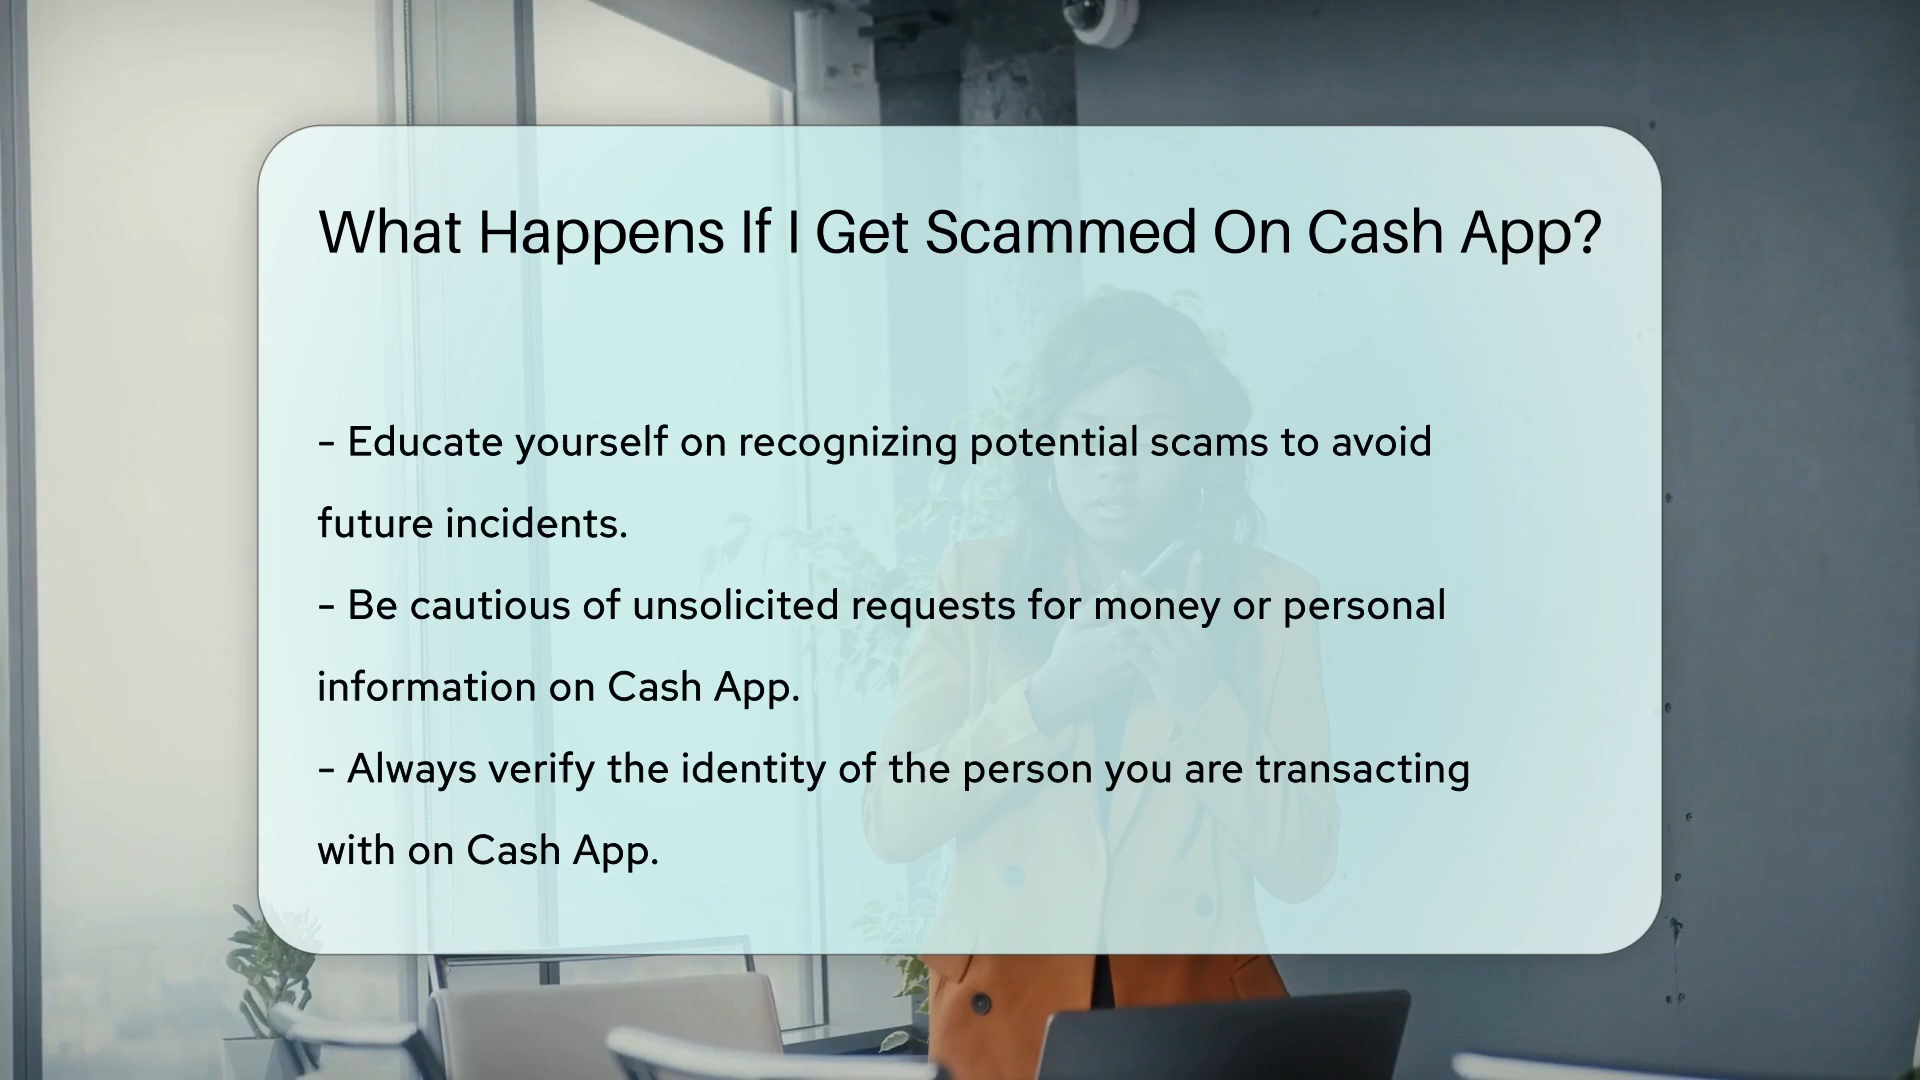 What Happens If I Get Scammed On Cash App?
- Educate yourself on recognizing potential scams to avoid
future incidents.
- Be cautious of unsolicited requests for money or personal
information on Cash App.
- Always verify the identity of the person you are transacting
with on Cash App.